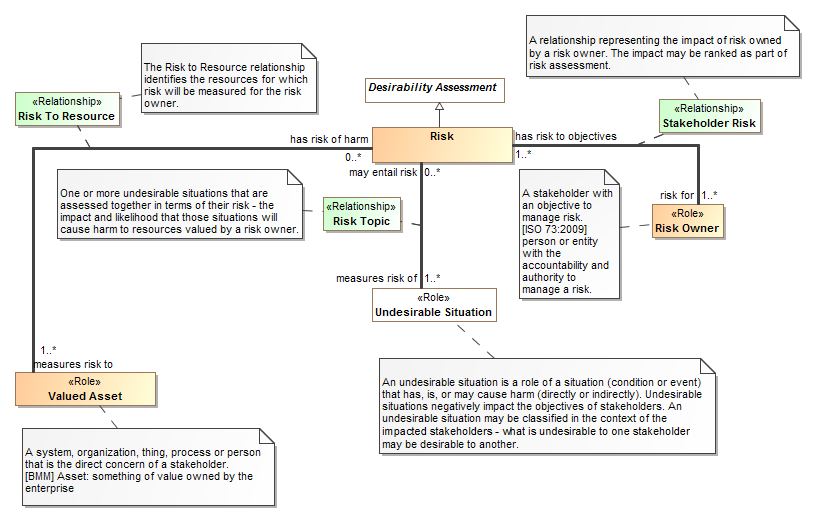 A relationship representing the impact of risk owned
by a risk owner. The impact may be ranked as part of
risk assessment.
The Risk to Resource relationship
identifies the resources for which
risk will be measured for the risk
owner.
Desirability Assessment
«Relationship»
Risk To Resource
«Relationship»
Stakeholder Risk
Risk
has risk of harm
0..*
has risk to objectives
1..*
may entail risk
0..*
One or more undesirable situations that are
assessed together in terms of their risk - the
impact and likelihood that those situations will
cause harm to resources valued by a risk owner.
«Relationship»
Risk Topic
A stakeholder with
an objective to
manage risk.
[ISO 73:2009]
person or entity
with the
accountability and
authority to
manage a risk.
risk for
1..*
«Role»
Risk Owner
measures risk of
1..*
«Role»
Undesirable Situation
1..*
measures risk to
«Role»
Valued Asset
An undesirable situation is a role of a situation (condition or event)
that has, is, or may cause harm (directly or indirectly). Undesirable
situations negatively impact the objectives of stakeholders. An
undesirable situation may be classified in the context of the
impacted stakeholders - what is undesirable to one stakeholder
may be desirable to another.
A system, organization, thing, process or person
that is the direct concern of a stakeholder.
[BMM] Asset: something of value owned by the
enterprise